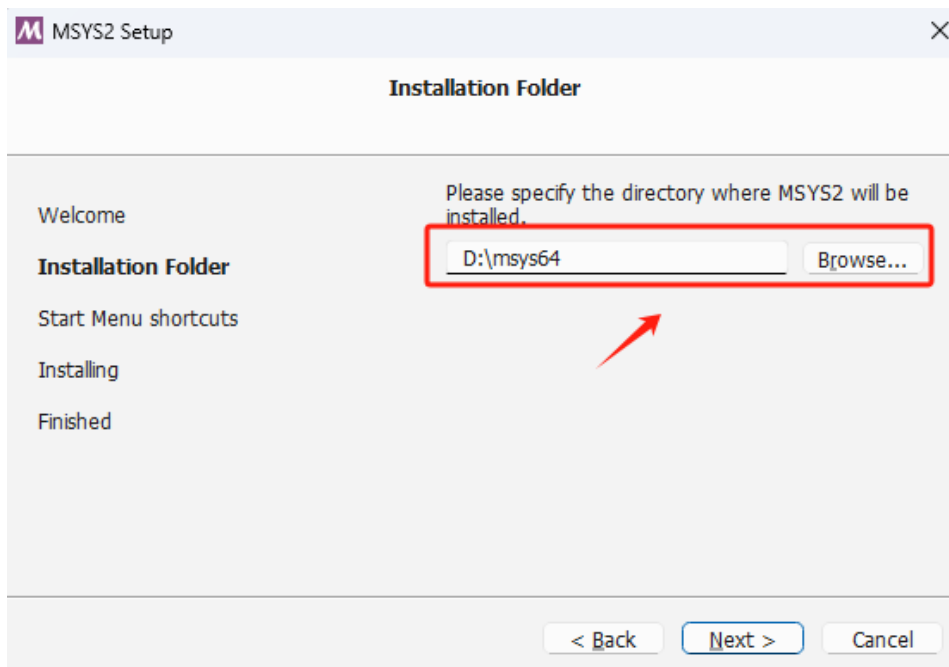 MSYS2 Setup
Installation Folder
Welcome
Installation Folder
Start Menu shortcuts
Installing
Finished
Please specify the directory where MSYS2 will be
installed.
D:\msys64
Browse...
< Back
Next >
Cancel